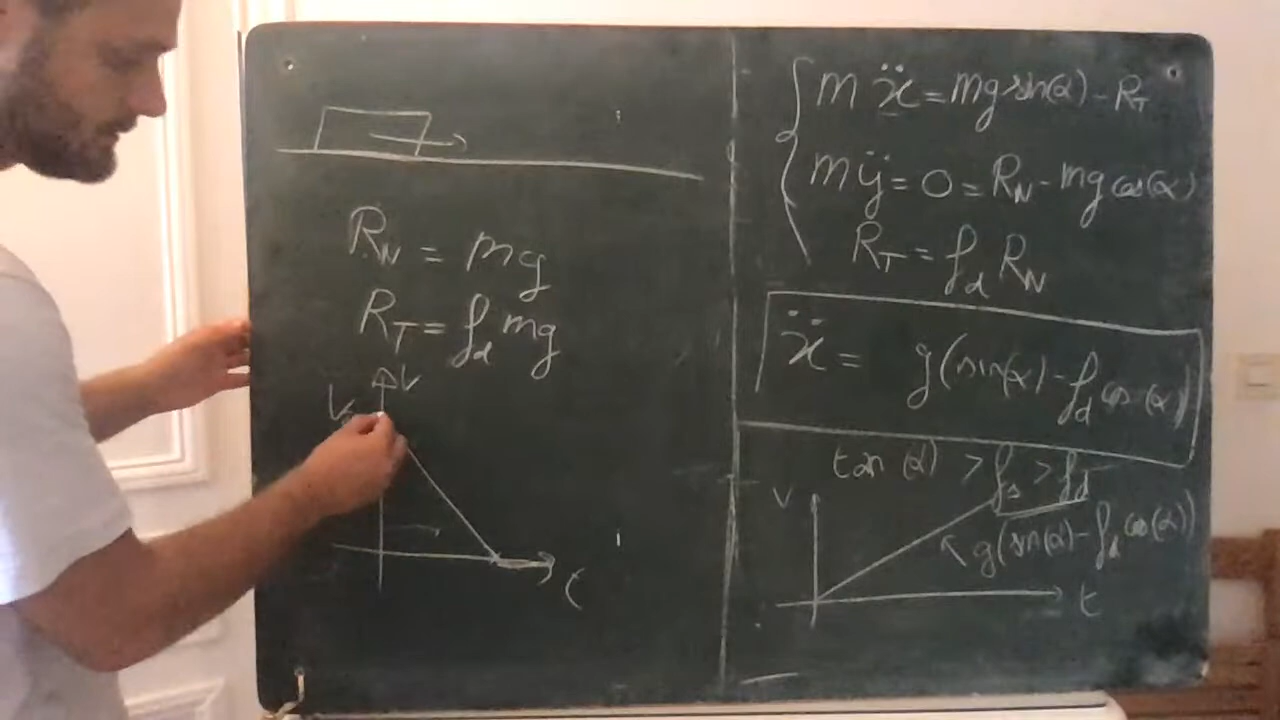 R_N = mg
R_T = f_d mg
V
V
t
{ m ẍ = mg sin(α) - R_T
m ÿ = 0 = R_N - mg cos(α)
R_T = f_d R_N
ẍ = g(sin(α) - f_d cos(α))
tan(α) > f_s > f_d
V
g(sin(α) - f_d cos(α))
t